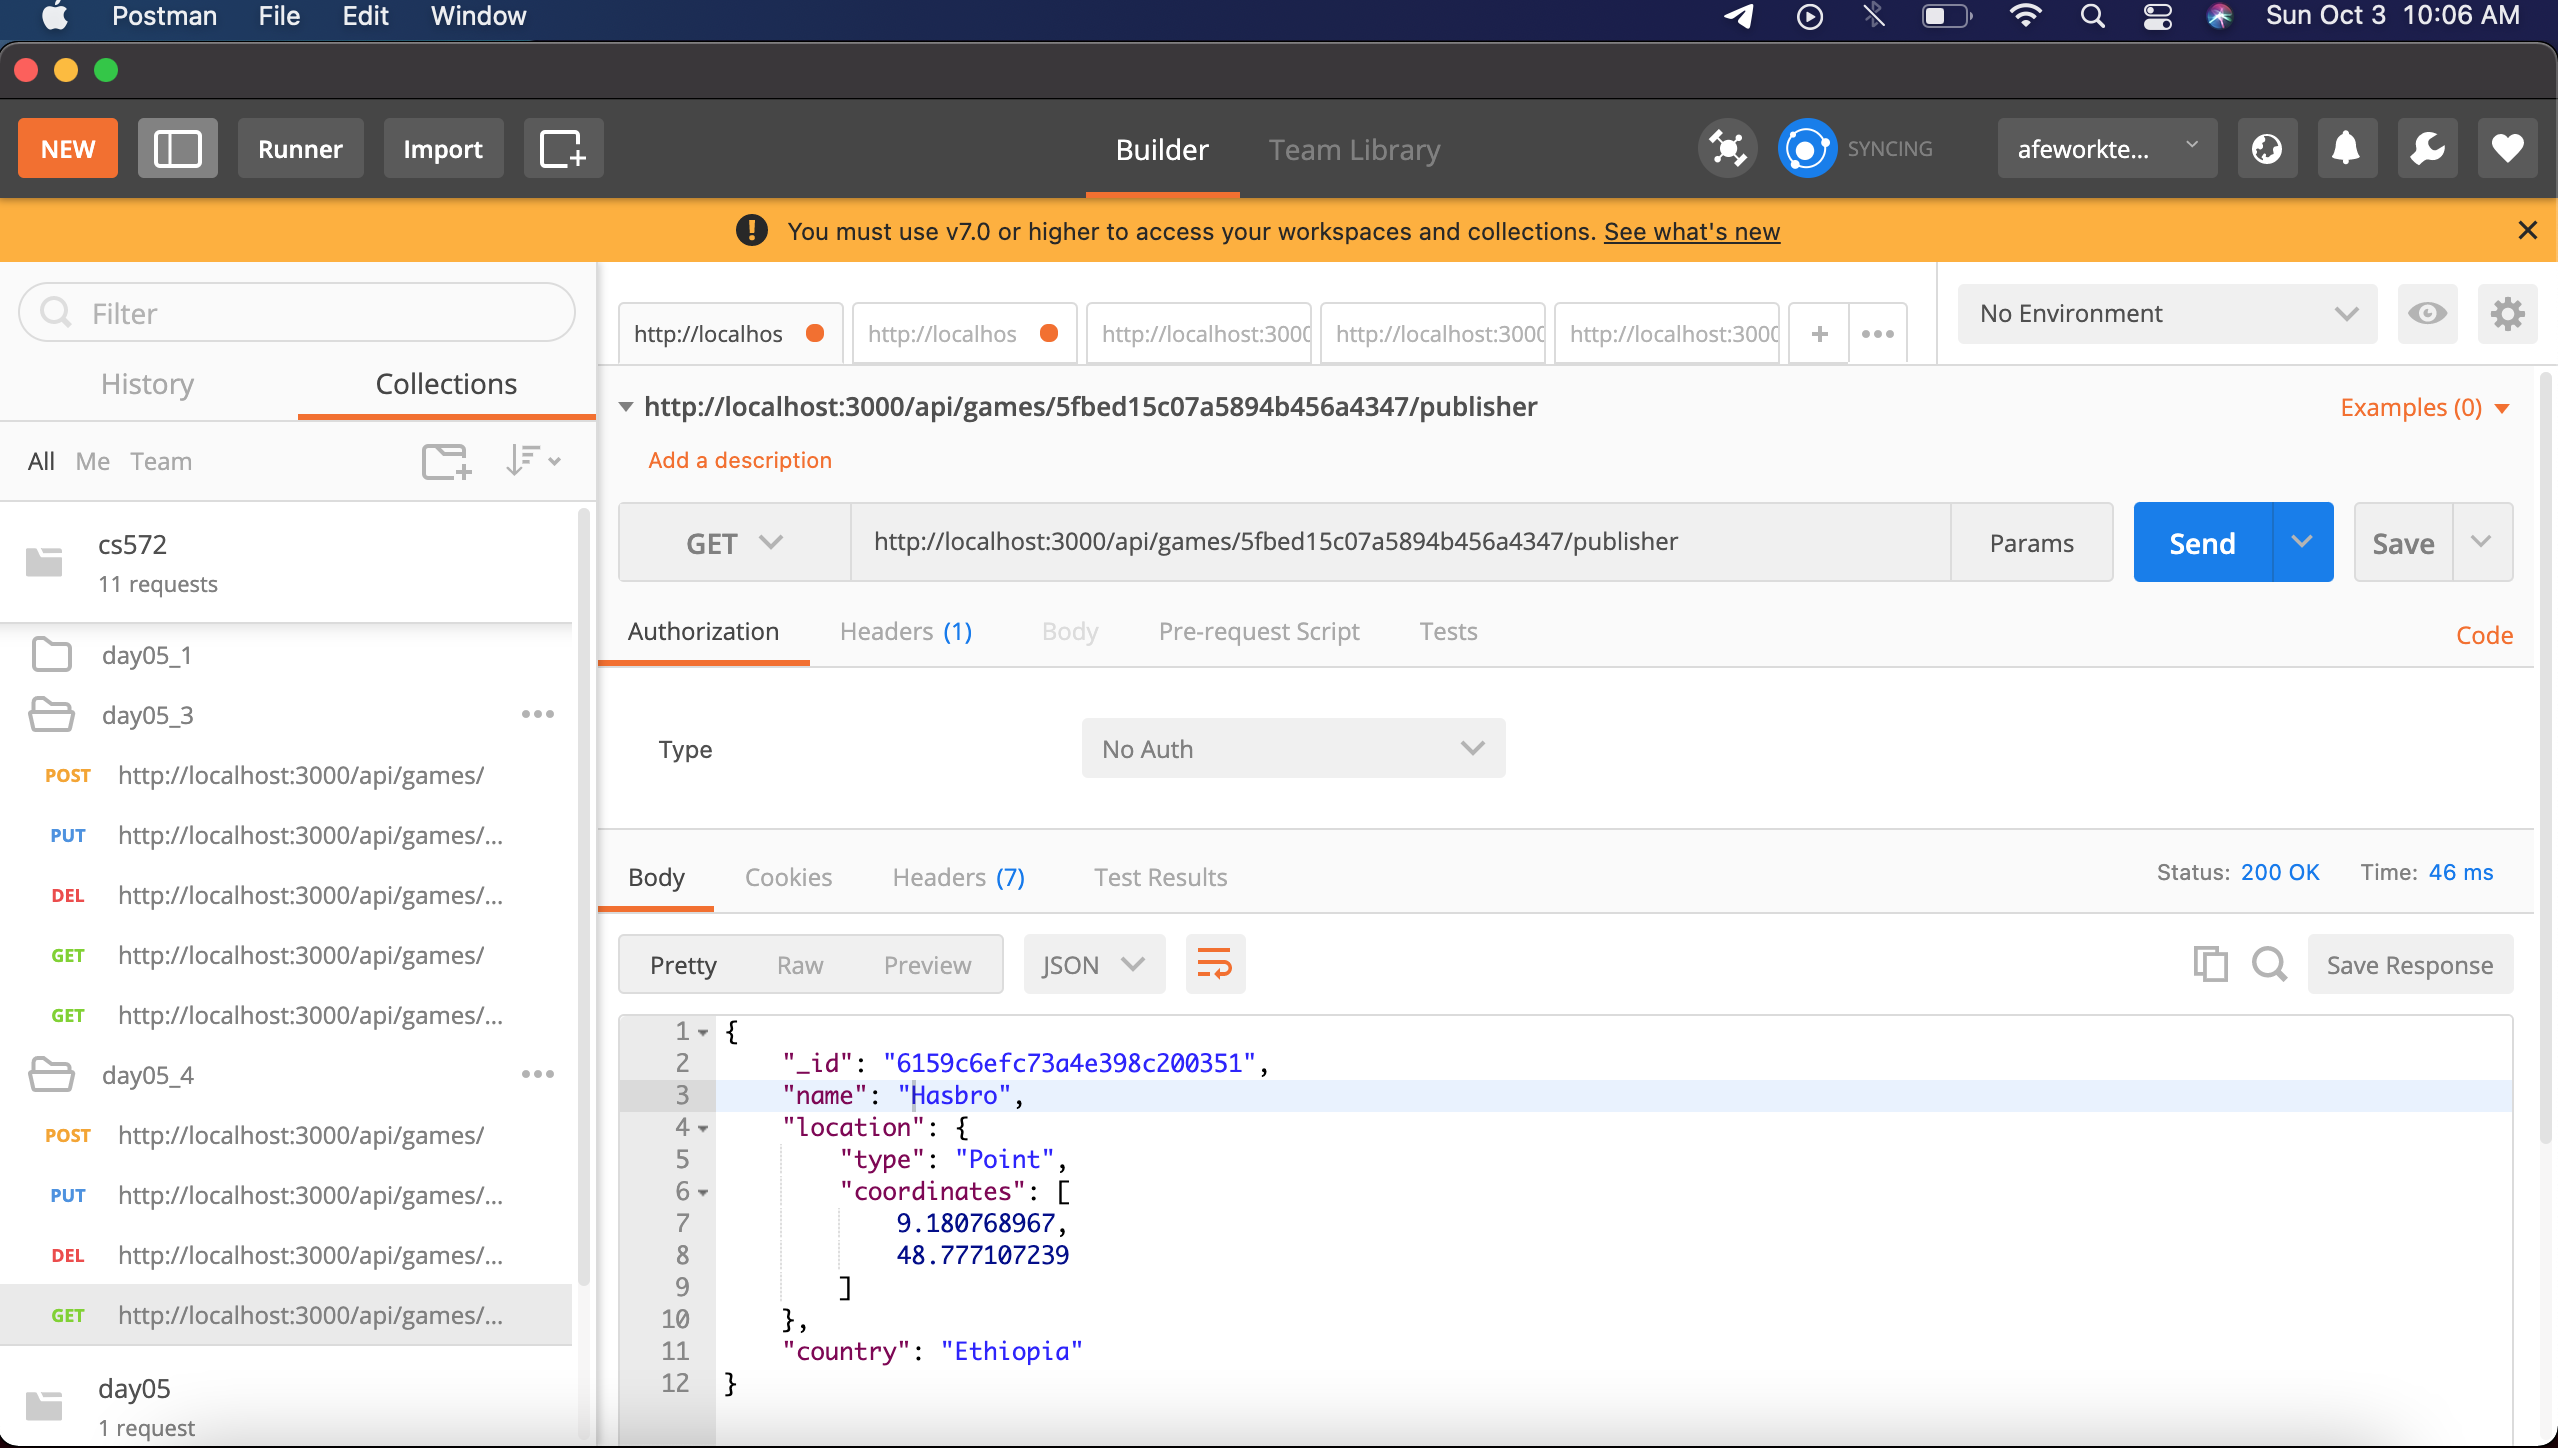 Postman File Edit Window Sun Oct 3 10:06 AM
NEW Runner Import Builder Team Library SYNCING afeworkte...
You must use v7.0 or higher to access your workspaces and collections. See what's new
Filter
History Collections
All Me Team
cs572
11 requests
day05_1
day05_3
POST http://localhost:3000/api/games/
PUT http://localhost:3000/api/games/...
DEL http://localhost:3000/api/games/...
GET http://localhost:3000/api/games/
GET http://localhost:3000/api/games/...
day05_4
POST http://localhost:3000/api/games/
PUT http://localhost:3000/api/games/...
DEL http://localhost:3000/api/games/...
GET http://localhost:3000/api/games/...
day05
1 request
http://localhos http://localhos http://localhost:3000 http://localhost:3000 http://localhost:3000 + ••• No Environment
http://localhost:3000/api/games/5fbed15c07a5894b456a4347/publisher Examples (0)
Add a description
GET http://localhost:3000/api/games/5fbed15c07a5894b456a4347/publisher Params Send Save
Authorization Headers (1) Body Pre-request Script Tests Code
Type No Auth
Body Cookies Headers (7) Test Results Status: 200 OK Time: 46 ms
Pretty Raw Preview JSON Save Response
1 {
2 "_id": "6159c6efc73a4e398c200351",
3 "name": "Hasbro",
4 "location": {
5 "type": "Point",
6 "coordinates": [
7 9.180768967,
8 48.777107239
9 ]
10 },
11 "country": "Ethiopia"
12 }